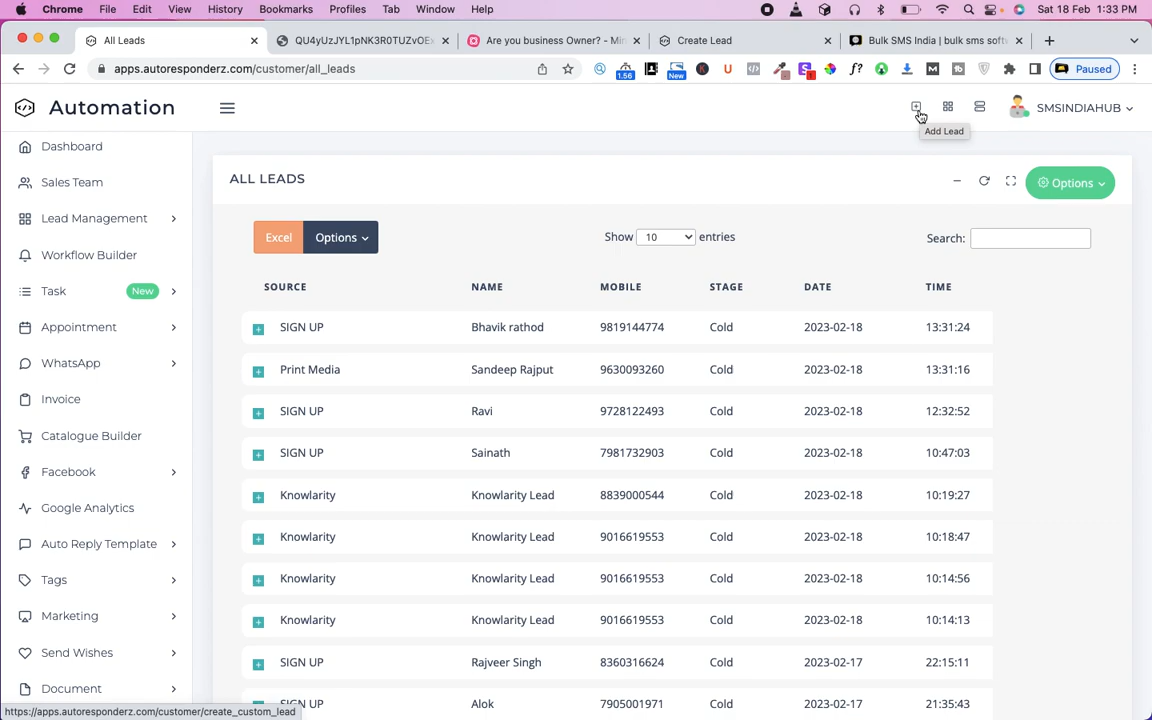 Chrome File Edit View History Bookmarks Profiles Tab Window Help Sat 18 Feb 1:33 PM
All Leads QU4yUzJYL1pNK3R0TUZvOE Are you business Owner? - Mi Create Lead Bulk SMS India | bulk sms soft
apps.autoresponderz.com/customer/all_leads 1.56 New Paused
Automation SMSINDIAHUB
Add Lead
Dashboard
Sales Team
Lead Management
Workflow Builder
Task New
Appointment
WhatsApp
Invoice
Catalogue Builder
Facebook
Google Analytics
Auto Reply Template
Tags
Marketing
Send Wishes
Document
ALL LEADS Options
Excel Options Show 10 entries Search:
SOURCE NAME MOBILE STAGE DATE TIME
SIGN UP Bhavik rathod 9819144774 Cold 2023-02-18 13:31:24
Print Media Sandeep Rajput 9630093260 Cold 2023-02-18 13:31:16
SIGN UP Ravi 9728122493 Cold 2023-02-18 12:32:52
SIGN UP Sainath 7981732903 Cold 2023-02-18 10:47:03
Knowlarity Knowlarity Lead 8839000544 Cold 2023-02-18 10:19:27
Knowlarity Knowlarity Lead 9016619553 Cold 2023-02-18 10:18:47
Knowlarity Knowlarity Lead 9016619553 Cold 2023-02-18 10:14:56
Knowlarity Knowlarity Lead 9016619553 Cold 2023-02-18 10:14:13
SIGN UP Rajveer Singh 8360316624 Cold 2023-02-17 22:15:11
SIGN UP Alok 7905001971 Cold 2023-02-17 21:35:43
https://apps.autoresponderz.com/customer/create_custom_lead